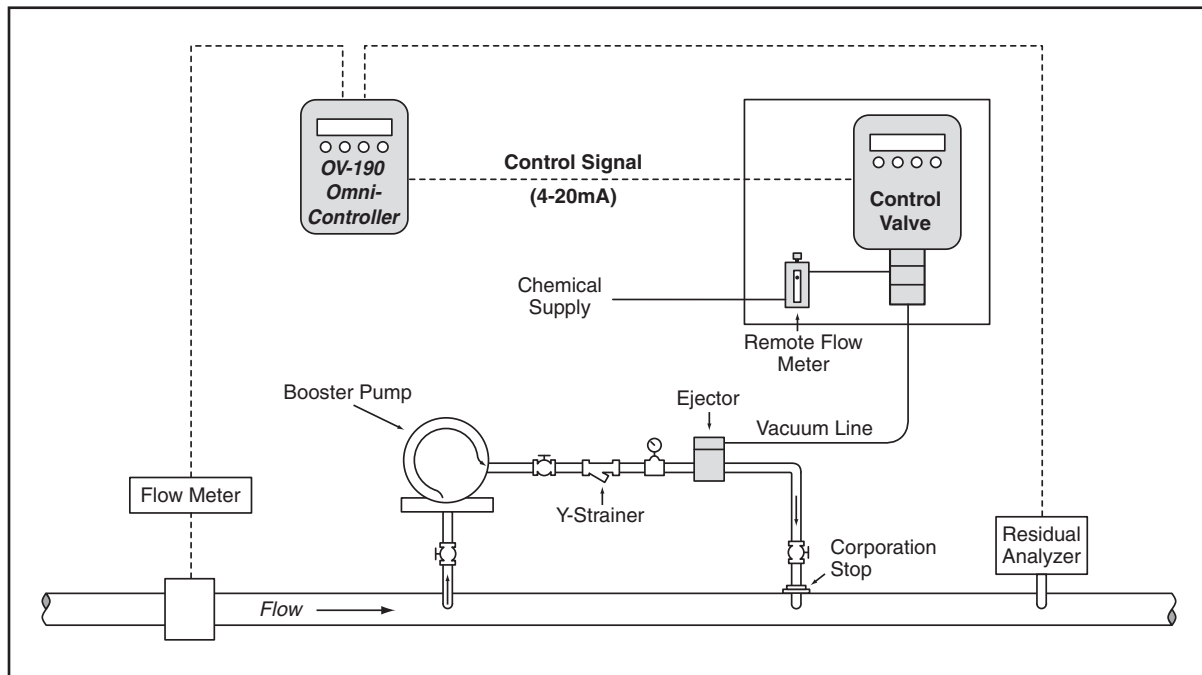 OV-190
Omni-
Controller
Control Signal
(4-20mA)
Control
Valve
Chemical
Supply
Remote Flow
Meter
Booster Pump
Ejector
Vacuum Line
Flow Meter
Y-Strainer
Corporation
Stop
Residual
Analyzer
Flow